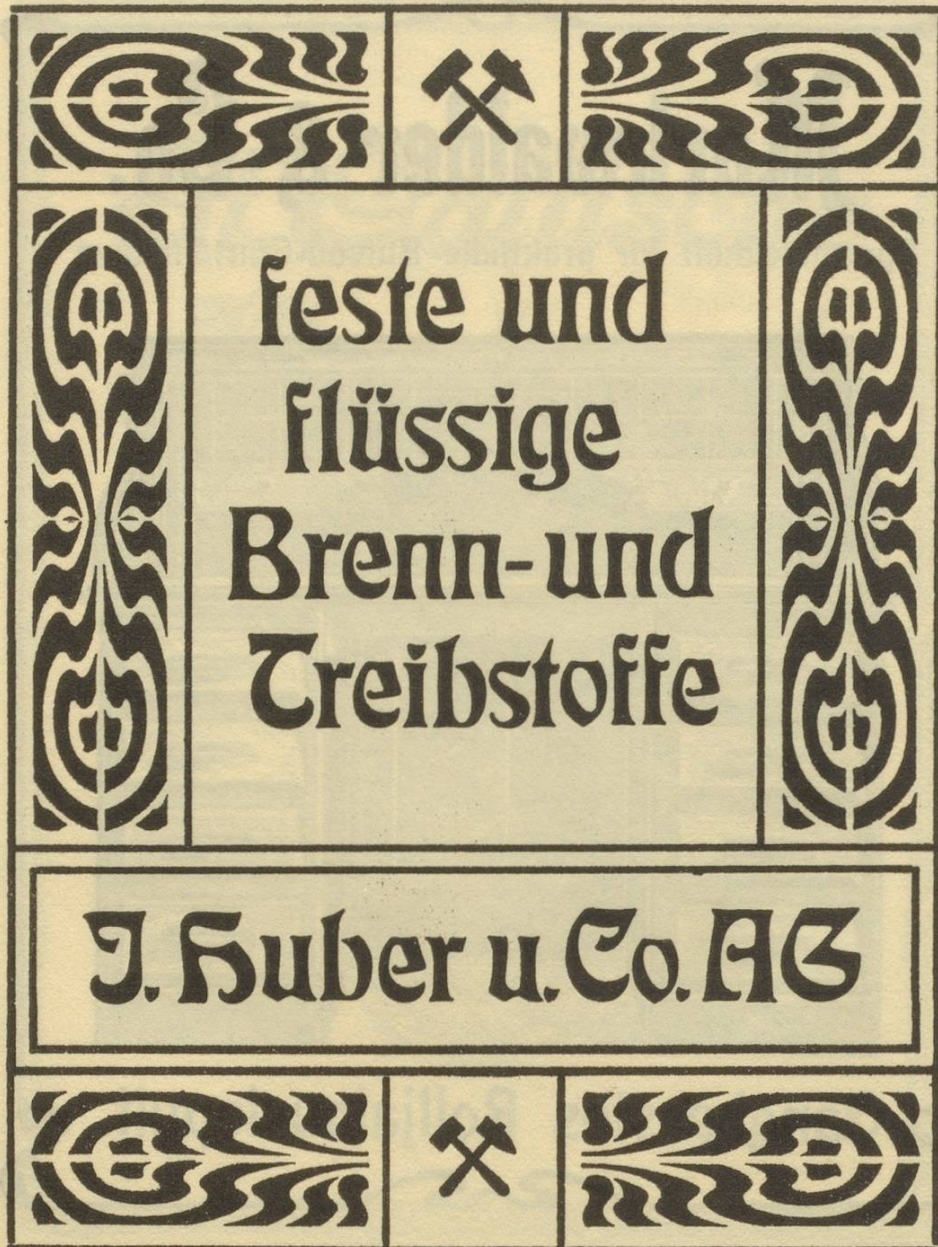 feste und
flüssige
Brenn- und
Treibstoffe
J. Huber u. Co. AG